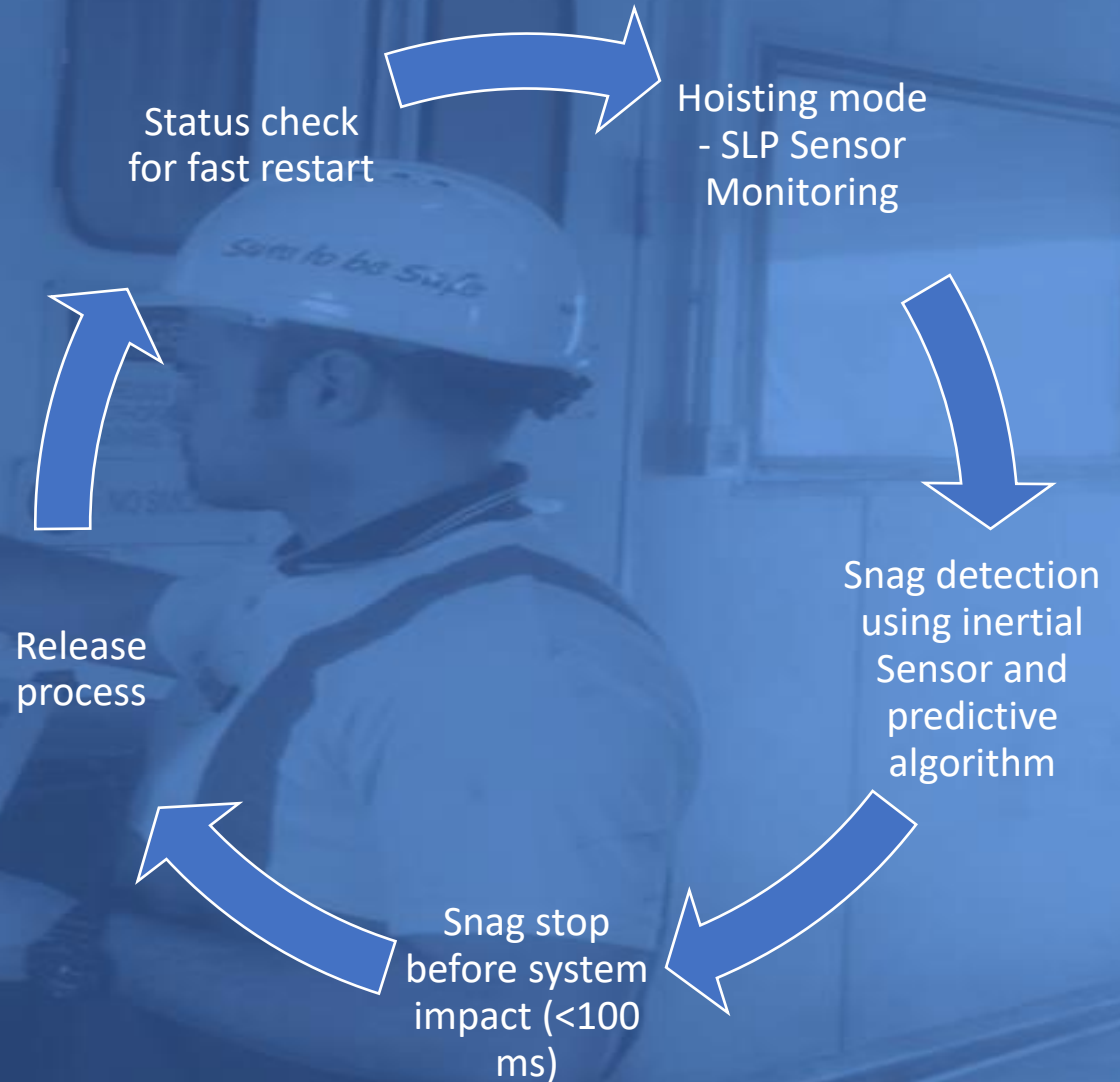 Status check
for fast restart
Hoisting mode
- SLP Sensor
Monitoring
Snag detection
using inertial
Sensor and
predictive
algorithm
Snag stop
before system
impact (<100
ms)
Release
process
Sure to be Safe